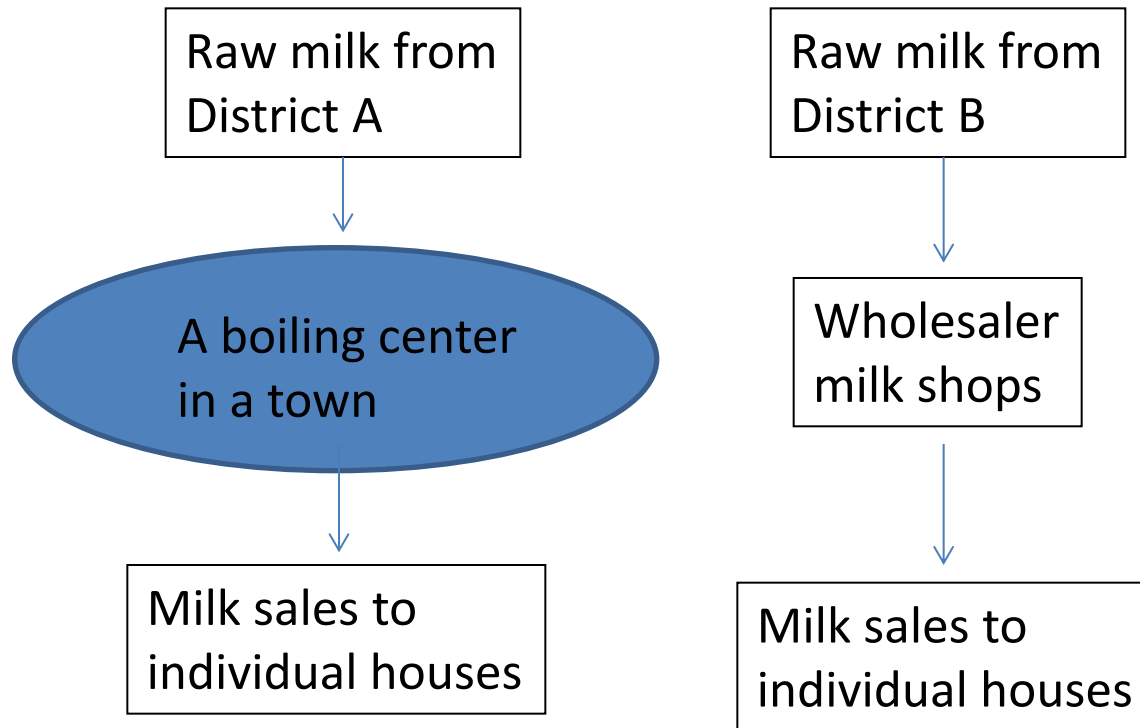 Raw milk from
District A
A boiling center
in a town
Milk sales to
individual houses
Raw milk from
District B
Wholesaler
milk shops
Milk sales to
individual houses